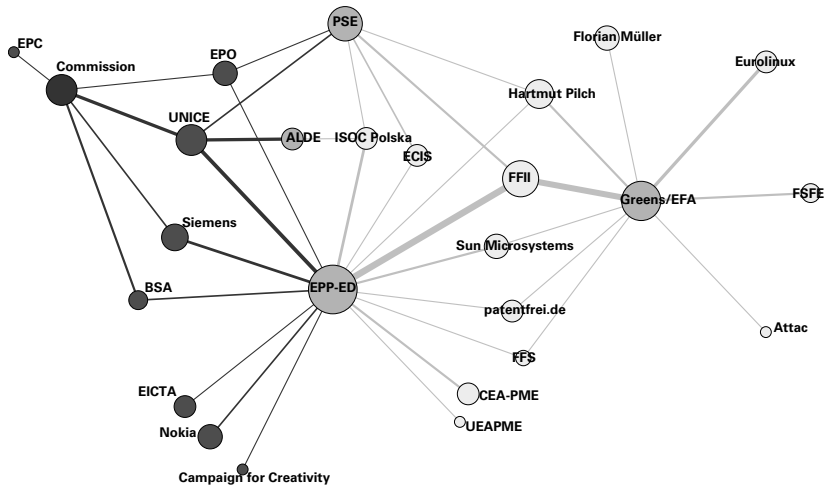 PSE
Florian Müller
EPC
EPO
Commission
Eurolinux
Hartmut Pilch
UNICE
ALDE
ISOC Polska
ECIS
FFII
FSFE
Greens/EFA
Siemens
Sun Microsystems
BSA
EPP-ED
patentfrei.de
Attac
FFS
EICTA
CEA-PME
UEAPME
Nokia
Campaign for Creativity